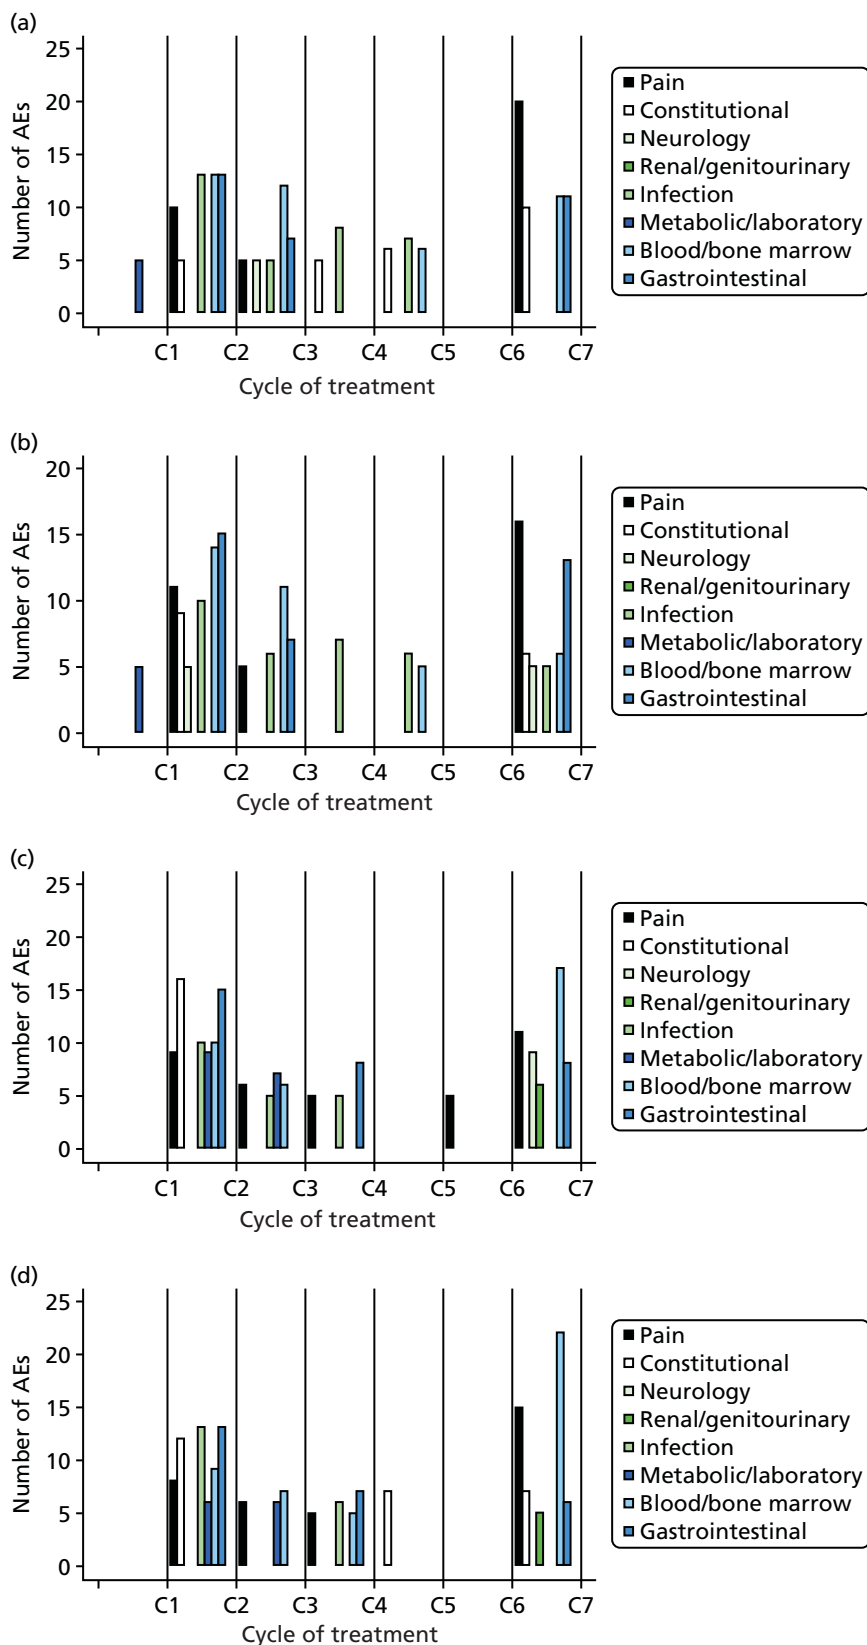 (a)
Number of AEs
25
20
15
10
5
0
C1 C2 C3 C4 C5 C6 C7
Cycle of treatment
Pain
Constitutional
Neurology
Renal/genitourinary
Infection
Metabolic/laboratory
Blood/bone marrow
Gastrointestinal
(b)
Number of AEs
20
15
10
5
0
C1 C2 C3 C4 C5 C6 C7
Cycle of treatment
Pain
Constitutional
Neurology
Renal/genitourinary
Infection
Metabolic/laboratory
Blood/bone marrow
Gastrointestinal
(c)
Number of AEs
25
20
15
10
5
0
C1 C2 C3 C4 C5 C6 C7
Cycle of treatment
Pain
Constitutional
Neurology
Renal/genitourinary
Infection
Metabolic/laboratory
Blood/bone marrow
Gastrointestinal
(d)
Number of AEs
25
20
15
10
5
0
C1 C2 C3 C4 C5 C6 C7
Cycle of treatment
Pain
Constitutional
Neurology
Renal/genitourinary
Infection
Metabolic/laboratory
Blood/bone marrow
Gastrointestinal